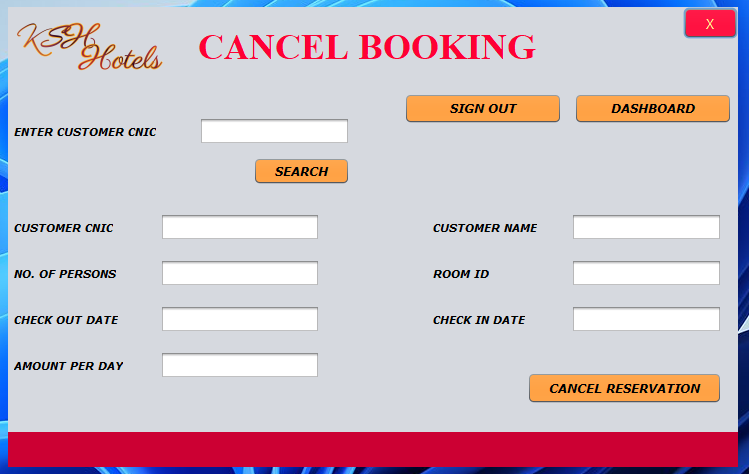 KSH Hotels
CANCEL BOOKING
X
SIGN OUT
DASHBOARD
ENTER CUSTOMER CNIC
SEARCH
CUSTOMER CNIC
CUSTOMER NAME
NO. OF PERSONS
ROOM ID
CHECK OUT DATE
CHECK IN DATE
AMOUNT PER DAY
CANCEL RESERVATION